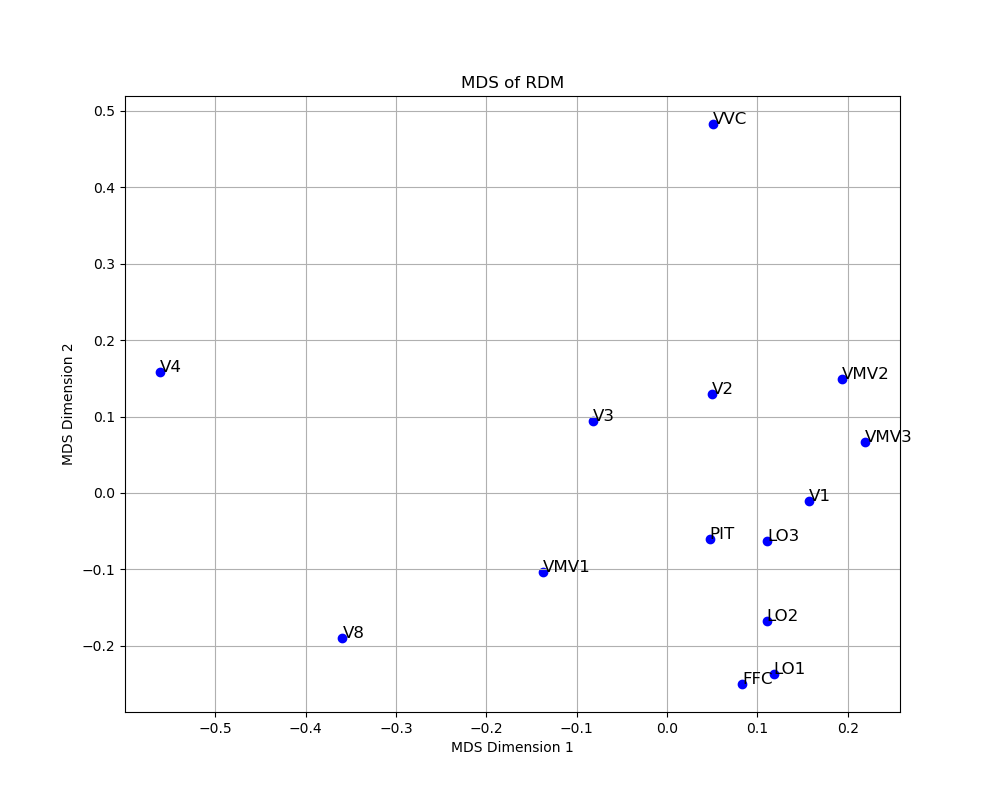 MDS of RDM
0.5
0.4
0.3
0.2
0.1
0.0
−0.1
−0.2
MDS Dimension 2
VVC
V4
VMV2
V2
V3
VMV3
V1
PIT
LO3
VMV1
LO2
V8
LO1
FFC
−0.5 −0.4 −0.3 −0.2 −0.1 0.0 0.1 0.2
MDS Dimension 1